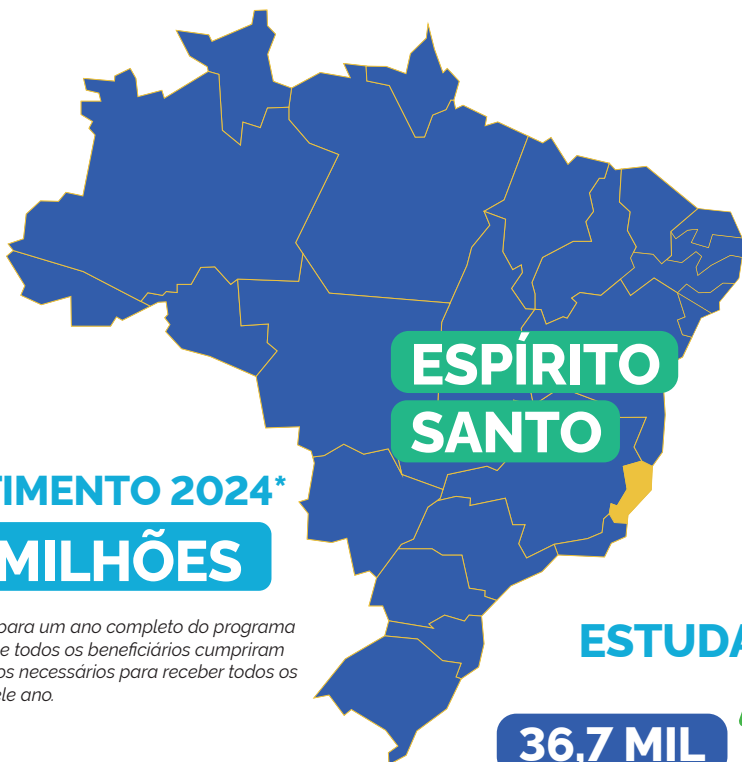 ESPÍRITO
SANTO
TIMENTO 2024*
MILHÕES
para um ano completo do programa
e todos os beneficiários cumpriram
os necessários para receber todos os
ele ano.
ESTUDA
36,7 MIL